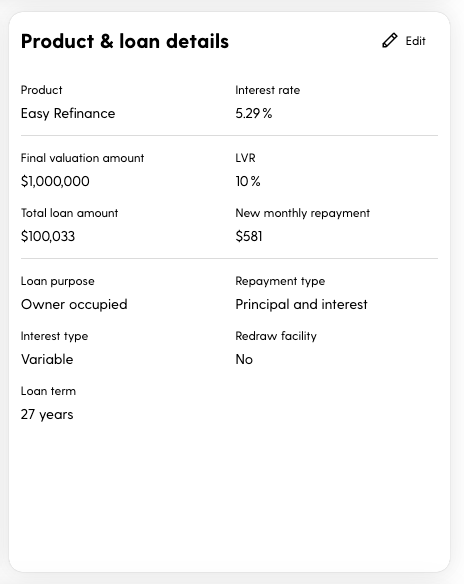 Product & loan details
Edit
Product
Interest rate
Easy Refinance
5.29 %
Final valuation amount
LVR
$1,000,000
10 %
Total loan amount
New monthly repayment
$100,033
$581
Loan purpose
Repayment type
Owner occupied
Principal and interest
Interest type
Redraw facility
Variable
No
Loan term
27 years